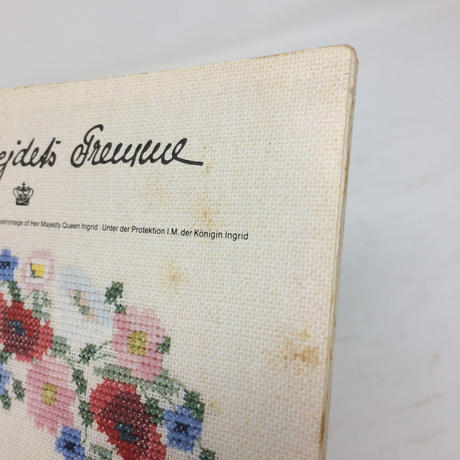 ejdets Fremme
atronage of Her Majesty Queen Ingrid · Unter der Protektion I.M. der Königin Ingrid